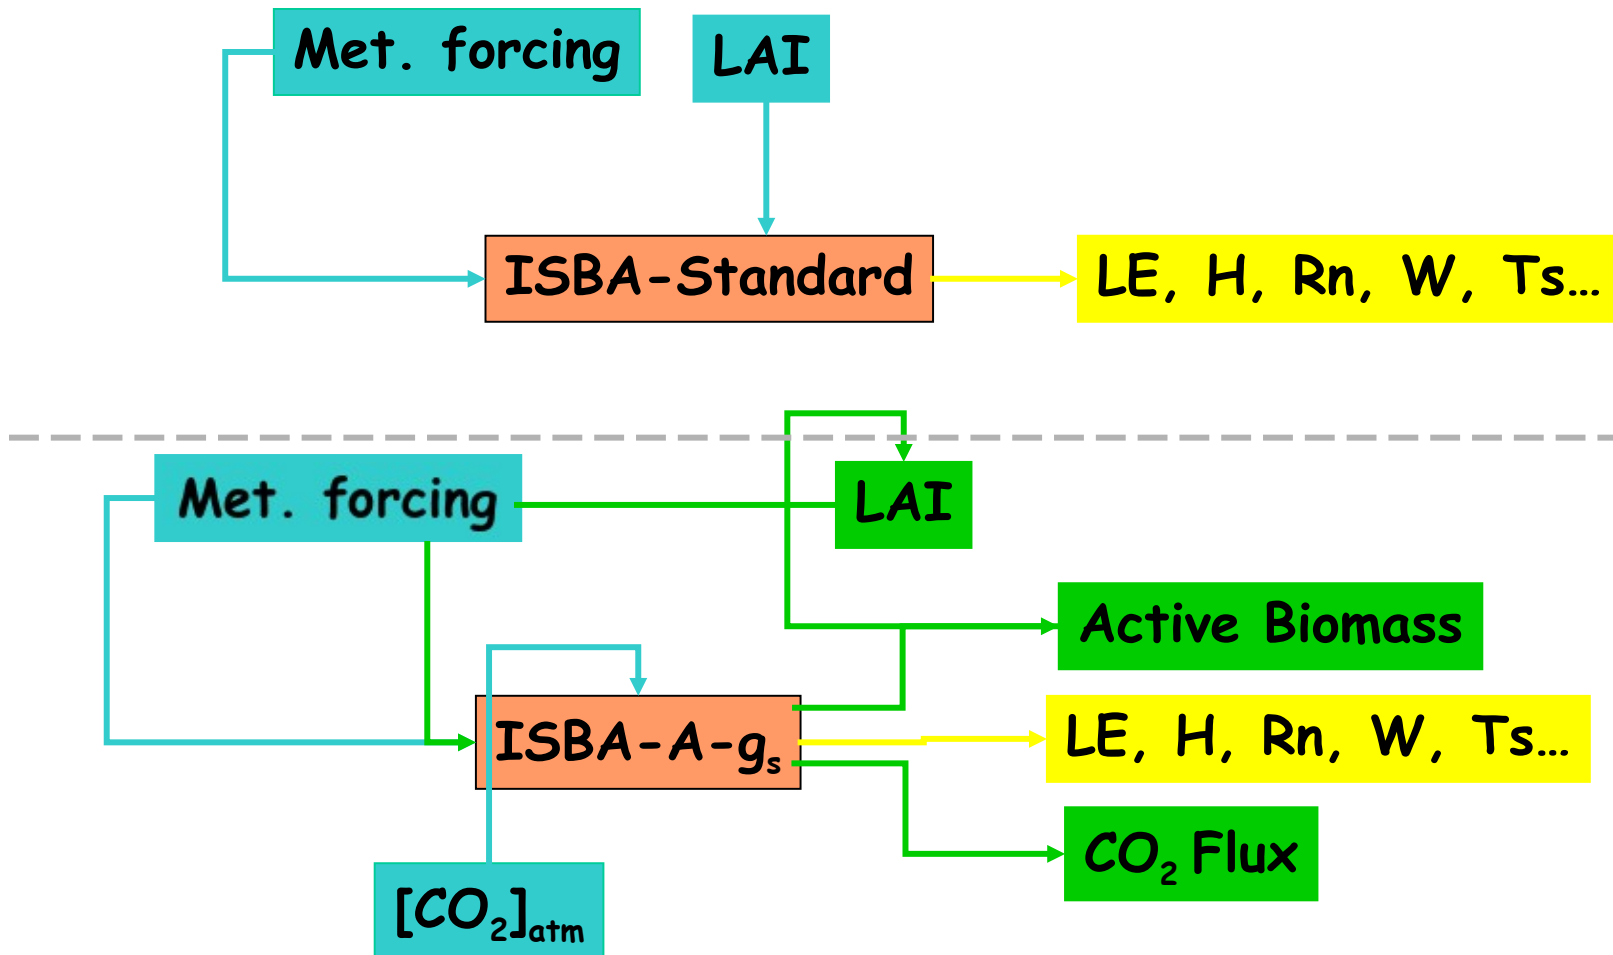 Met. forcing
LAI
ISBA-Standard
LE, H, Rn, W, Ts…
Met. forcing
LAI
Active Biomass
ISBA-A-gₛ
LE, H, Rn, W, Ts…
CO₂ Flux
[CO₂]atm